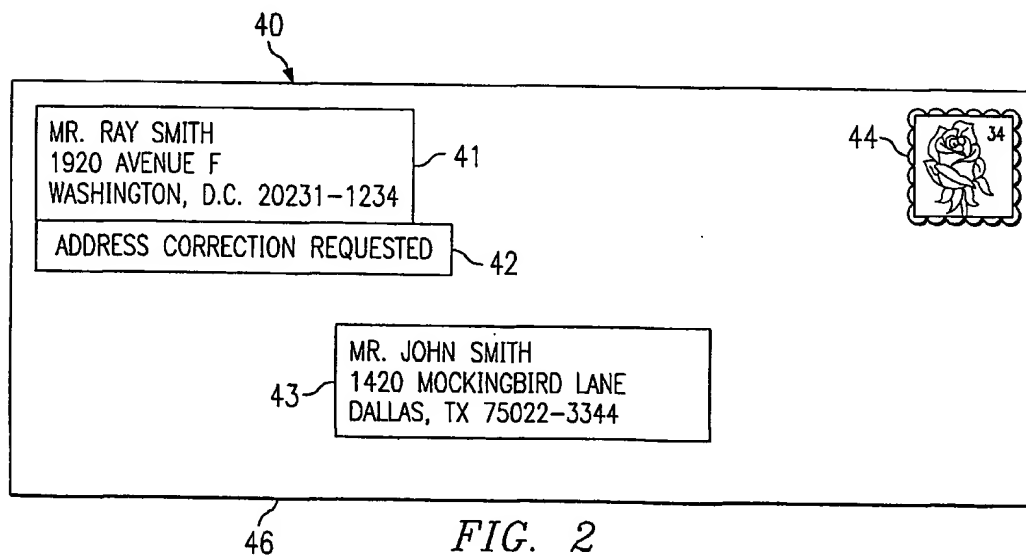 40
MR. RAY SMITH
1920 AVENUE F
WASHINGTON, D.C. 20231-1234
41
ADDRESS CORRECTION REQUESTED
42
44
34
MR. JOHN SMITH
1420 MOCKINGBIRD LANE
DALLAS, TX 75022-3344
43
46
FIG. 2